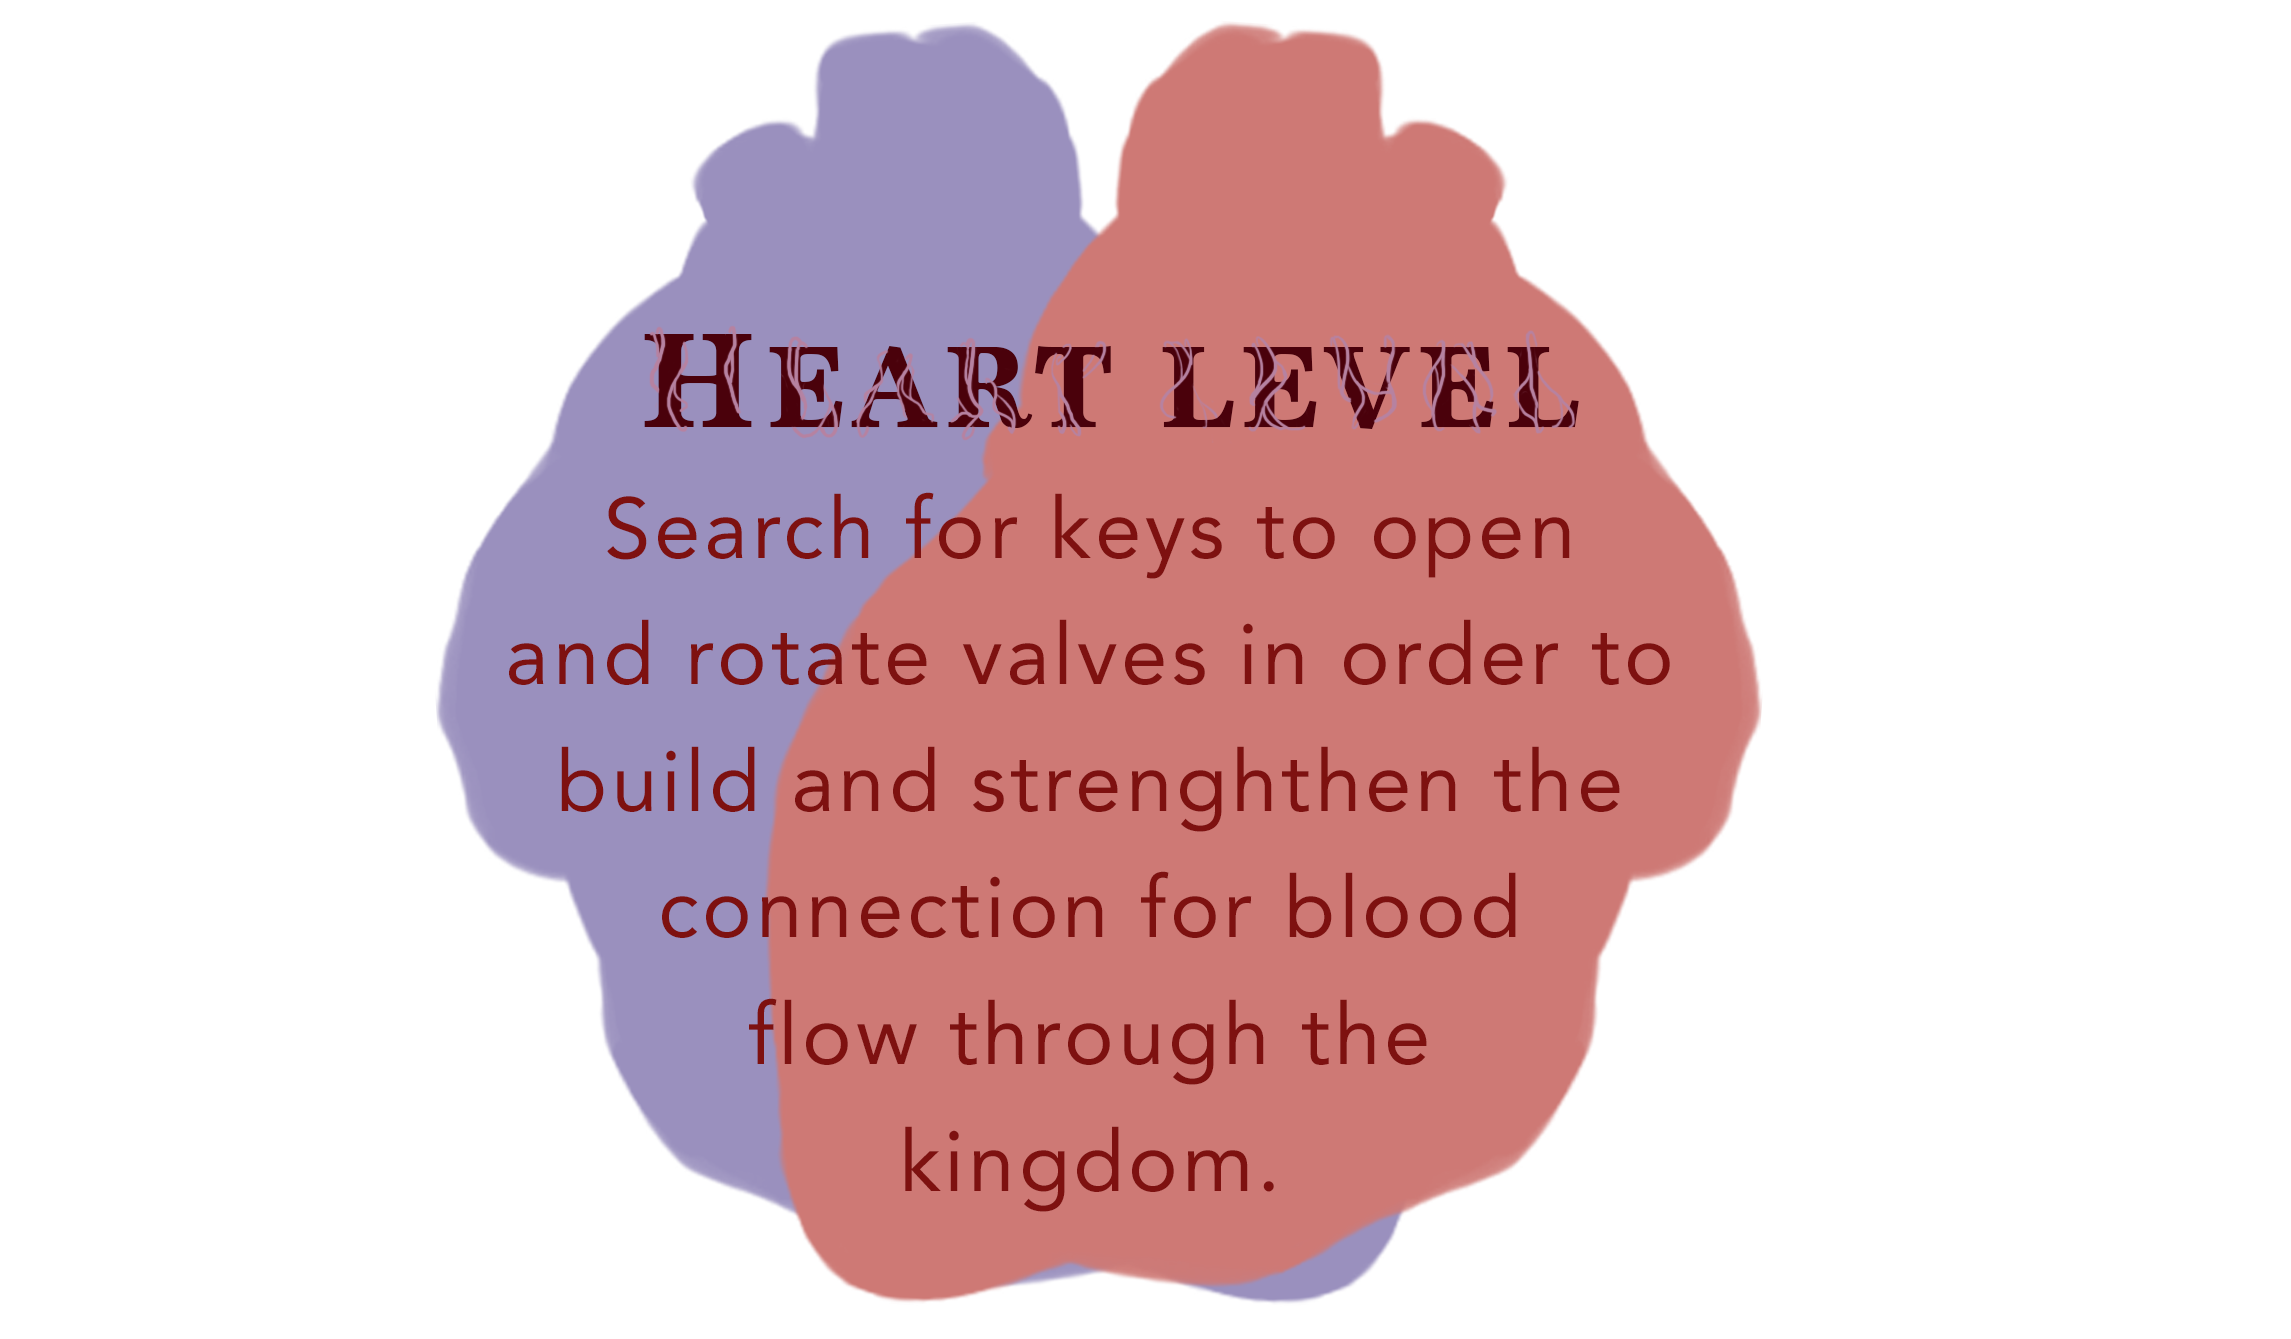 Heart level
Search for keys to open
and rotate valves in order to
build and strenghthen the
connection for blood
flow through the
kingdom.